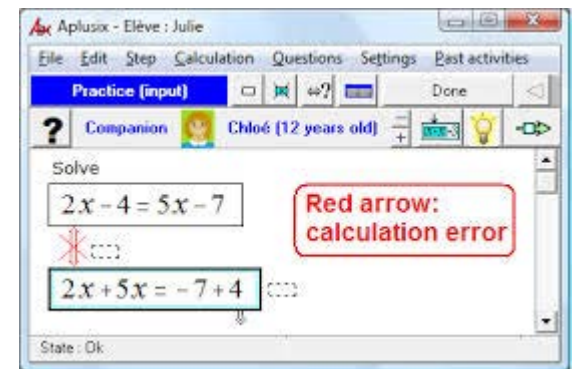 Aplusix - Elève : Julie
File Edit Step Calculation Questions Settings Past activities
Practice (input) ⇔? Done
? Companion Chloé (12 years old)
Solve
2x - 4 = 5x - 7
Red arrow:
calculation error
2x + 5x = - 7 + 4
State : Ok